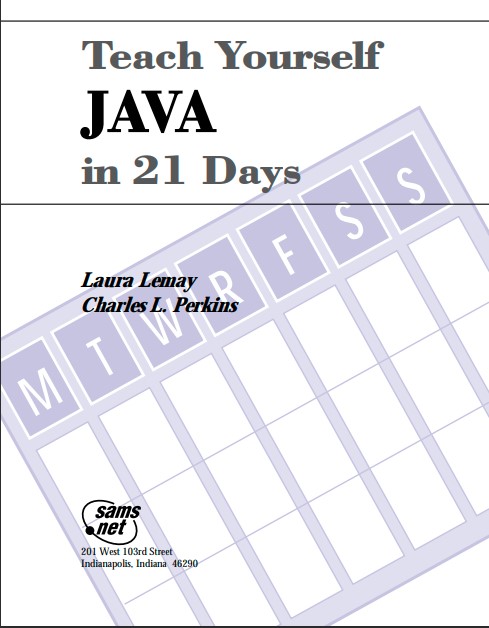 Teach Yourself
JAVA
in 21 Days
M T W R F S S
Laura Lemay
Charles L. Perkins
sams
net
201 West 103rd Street
Indianapolis, Indiana 46290